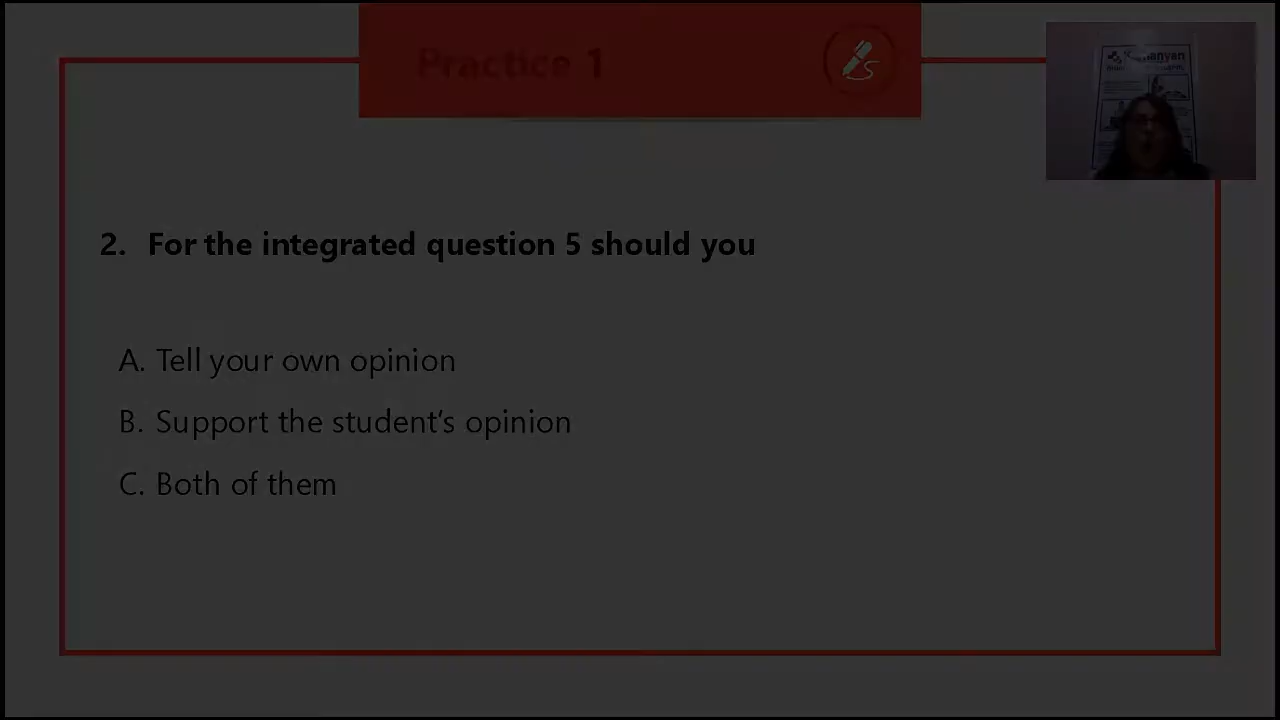 Practice 1
2. For the integrated question 5 should you
A. Tell your own opinion
B. Support the student's opinion
C. Both of them